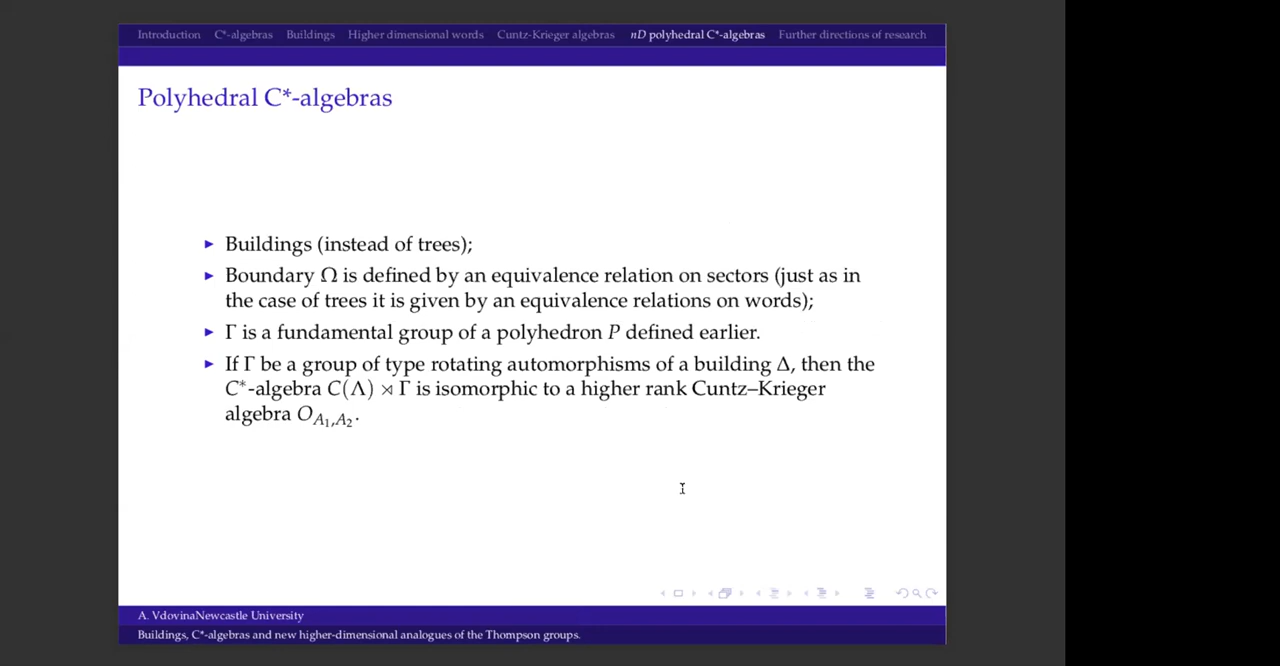 Introduction C*-algebras Buildings Higher dimensional words Cuntz-Krieger algebras nD polyhedral C*-algebras Further directions of research
Polyhedral C*-algebras
Buildings (instead of trees);
Boundary Ω is defined by an equivalence relation on sectors (just as in
the case of trees it is given by an equivalence relations on words);
Γ is a fundamental group of a polyhedron P defined earlier.
If Γ be a group of type rotating automorphisms of a building Δ, then the
C*-algebra C(Λ) ⋊ Γ is isomorphic to a higher rank Cuntz–Krieger
algebra O_{A₁,A₂}.
A. VdovinaNewcastle University
Buildings, C*-algebras and new higher-dimensional analogues of the Thompson groups.